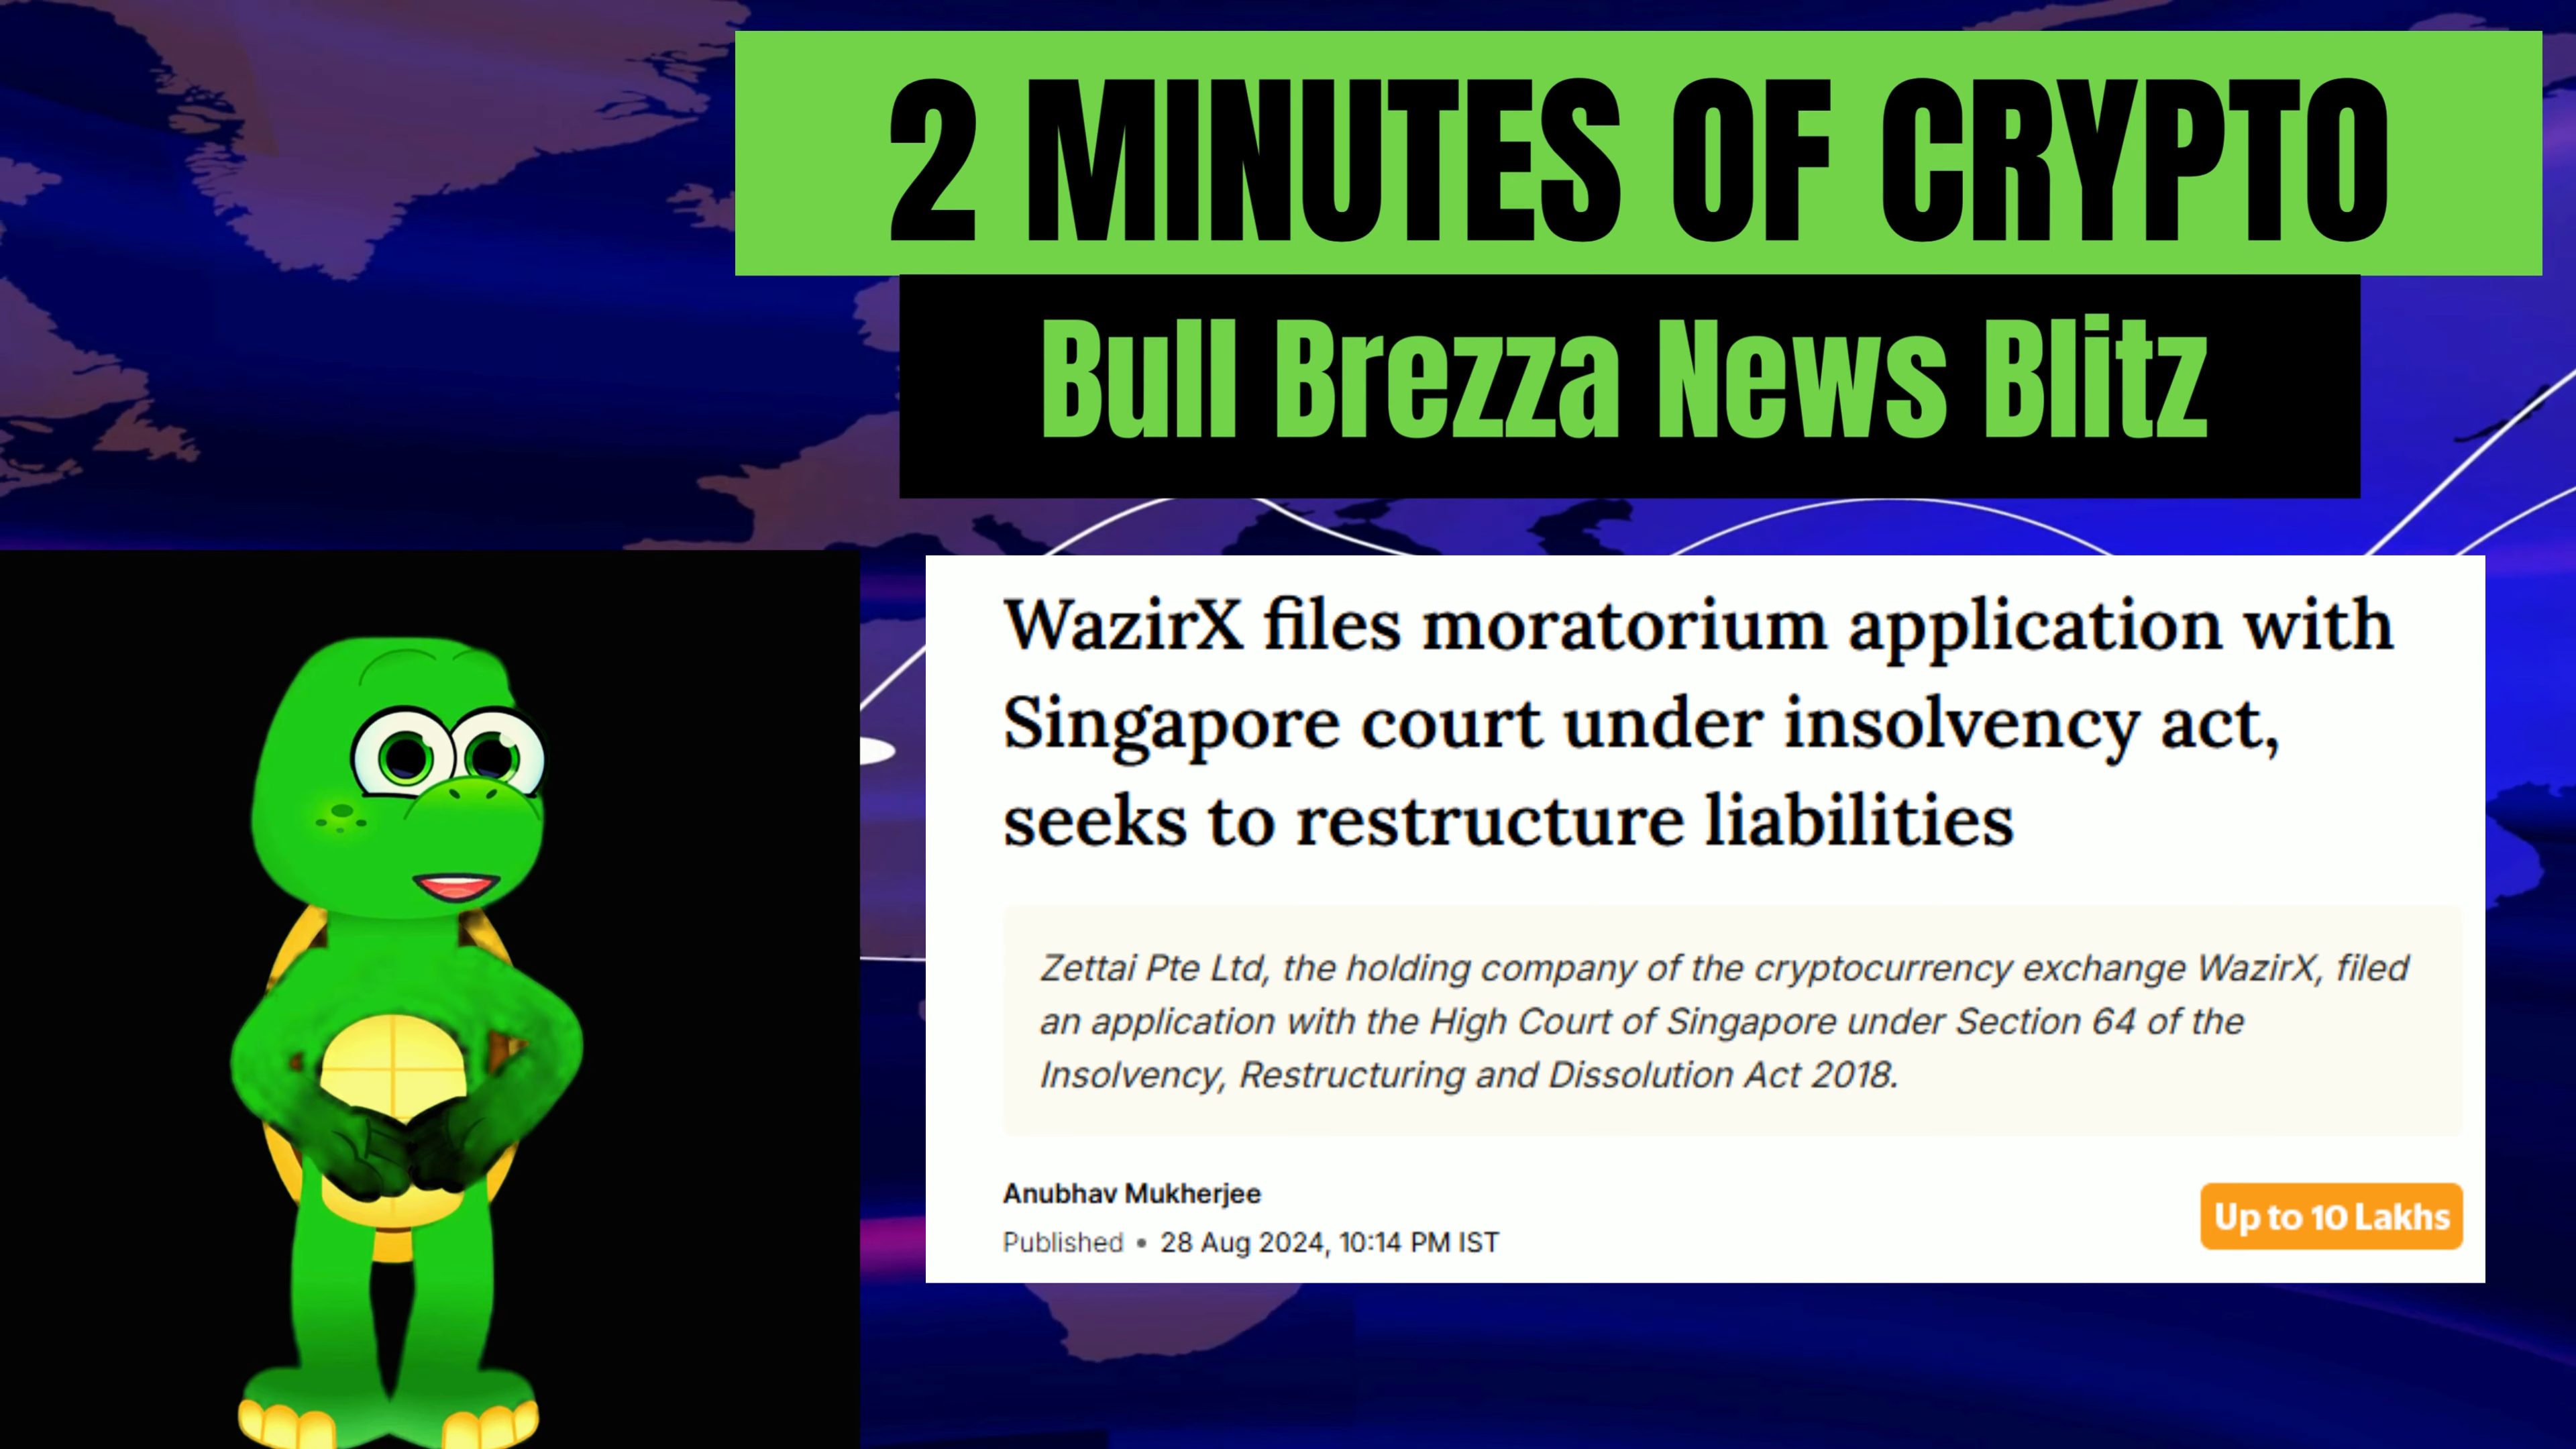 2 MINUTES OF CRYPTO
Bull Brezza News Blitz
WazirX files moratorium application with
Singapore court under insolvency act,
seeks to restructure liabilities
Zettai Pte Ltd, the holding company of the cryptocurrency exchange WazirX, filed
an application with the High Court of Singapore under Section 64 of the
Insolvency, Restructuring and Dissolution Act 2018.
Anubhav Mukherjee
Published • 28 Aug 2024, 10:14 PM IST
Up to 10 Lakhs